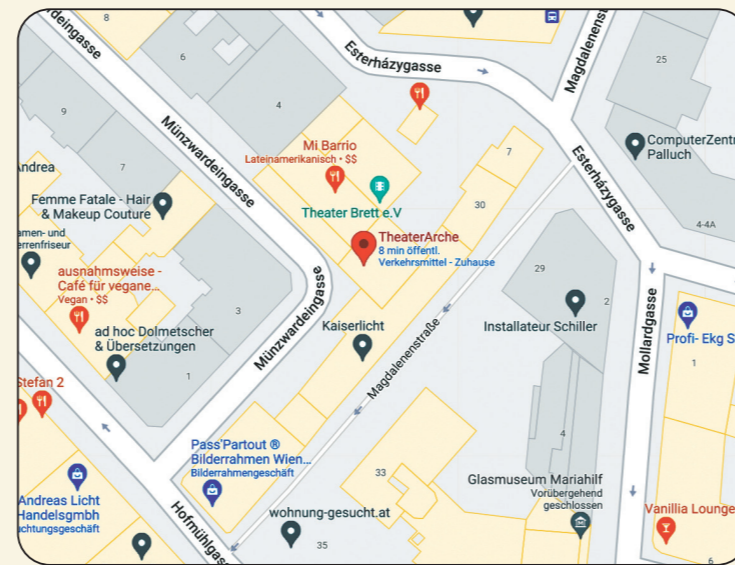 deingasse
8
6
Esterházygasse
Magdalenenstraße
25
4
9
Münzwardeingasse
Mi Barrio
Lateinamerikanisch • $$
ComputerZentr
Palluch
7
7
Andrea
Femme Fatale - Hair
& Makeup Couture
Theater Brett e.V
30
Esterházygasse
4-4A
amen- und
errenfriseur
TheaterArche
8 min öffentl.
Verkehrsmittel - Zuhause
ausnahmsweise -
Café für vegane...
Vegan • $$
29
2
3
Münzwardeingasse
Kaiserlicht
Installateur Schiller
Mollardgasse
Profi- Ekg S
ad hoc Dolmetscher
& Übersetzungen
Magdalenenstraße
1
1
Stefan 2
4
Pass'Partout ®
Bilderrahmen Wien...
Bilderrahmengeschäft
33
Glasmuseum Mariahilf
Vorübergehend
geschlossen
Andreas Licht
Handelsgmbh
uchtungsgeschäft
Hofmühlgass
wohnung-gesucht.at
Vanillia Lounge
35
6